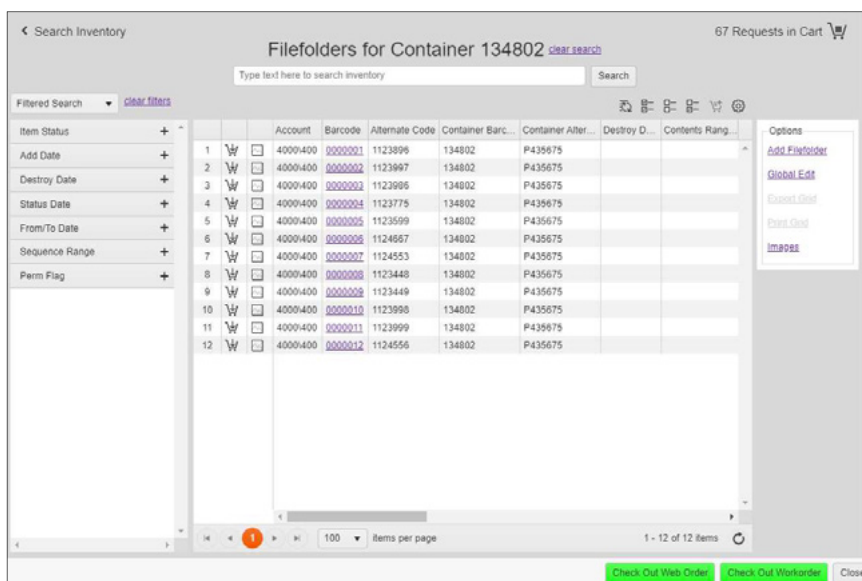 Search Inventory
67 Requests in Cart
Filefolders for Container 134802 clear search
Type text here to search inventory Search
Filtered Search clear filters
Item Status +
Add Date +
Destroy Date +
Status Date +
From/To Date +
Sequence Range +
Perm Flag +
Account Barcode Alternate Code Container Barc... Container Alter... Destroy D... Contents Rang...
1 4000\400 0000001 1123896 134802 P435675
2 4000\400 0000002 1123997 134802 P435675
3 4000\400 0000003 1123986 134802 P435675
4 4000\400 0000004 1123775 134802 P435675
5 4000\400 0000005 1123599 134802 P435675
6 4000\400 0000006 1124667 134802 P435675
7 4000\400 0000007 1124553 134802 P435675
8 4000\400 0000008 1123448 134802 P435675
9 4000\400 0000009 1123449 134802 P435675
10 4000\400 0000010 1123998 134802 P435675
11 4000\400 0000011 1123999 134802 P435675
12 4000\400 0000012 1124556 134802 P435675
Options
Add Filefolder
Global Edit
Export Grid
Print Grid
Images
1 100 items per page 1 - 12 of 12 items
Check Out Web Order Check Out Workorder Close